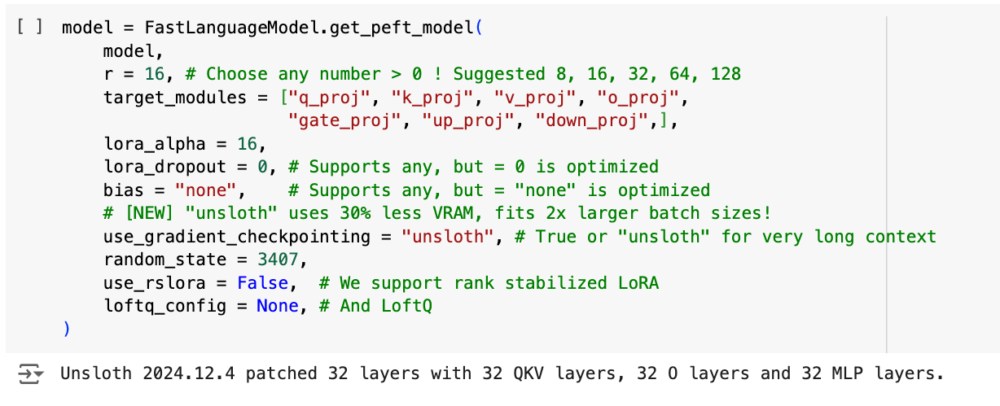 [ ] model = FastLanguageModel.get_peft_model(
    model,
    r = 16, # Choose any number > 0 ! Suggested 8, 16, 32, 64, 128
    target_modules = ["q_proj", "k_proj", "v_proj", "o_proj",
                      "gate_proj", "up_proj", "down_proj",],
    lora_alpha = 16,
    lora_dropout = 0, # Supports any, but = 0 is optimized
    bias = "none",    # Supports any, but = "none" is optimized
    # [NEW] "unsloth" uses 30% less VRAM, fits 2x larger batch sizes!
    use_gradient_checkpointing = "unsloth", # True or "unsloth" for very long context
    random_state = 3407,
    use_rslora = False,  # We support rank stabilized LoRA
    loftq_config = None, # And LoftQ
)
Unsloth 2024.12.4 patched 32 layers with 32 QKV layers, 32 O layers and 32 MLP layers.